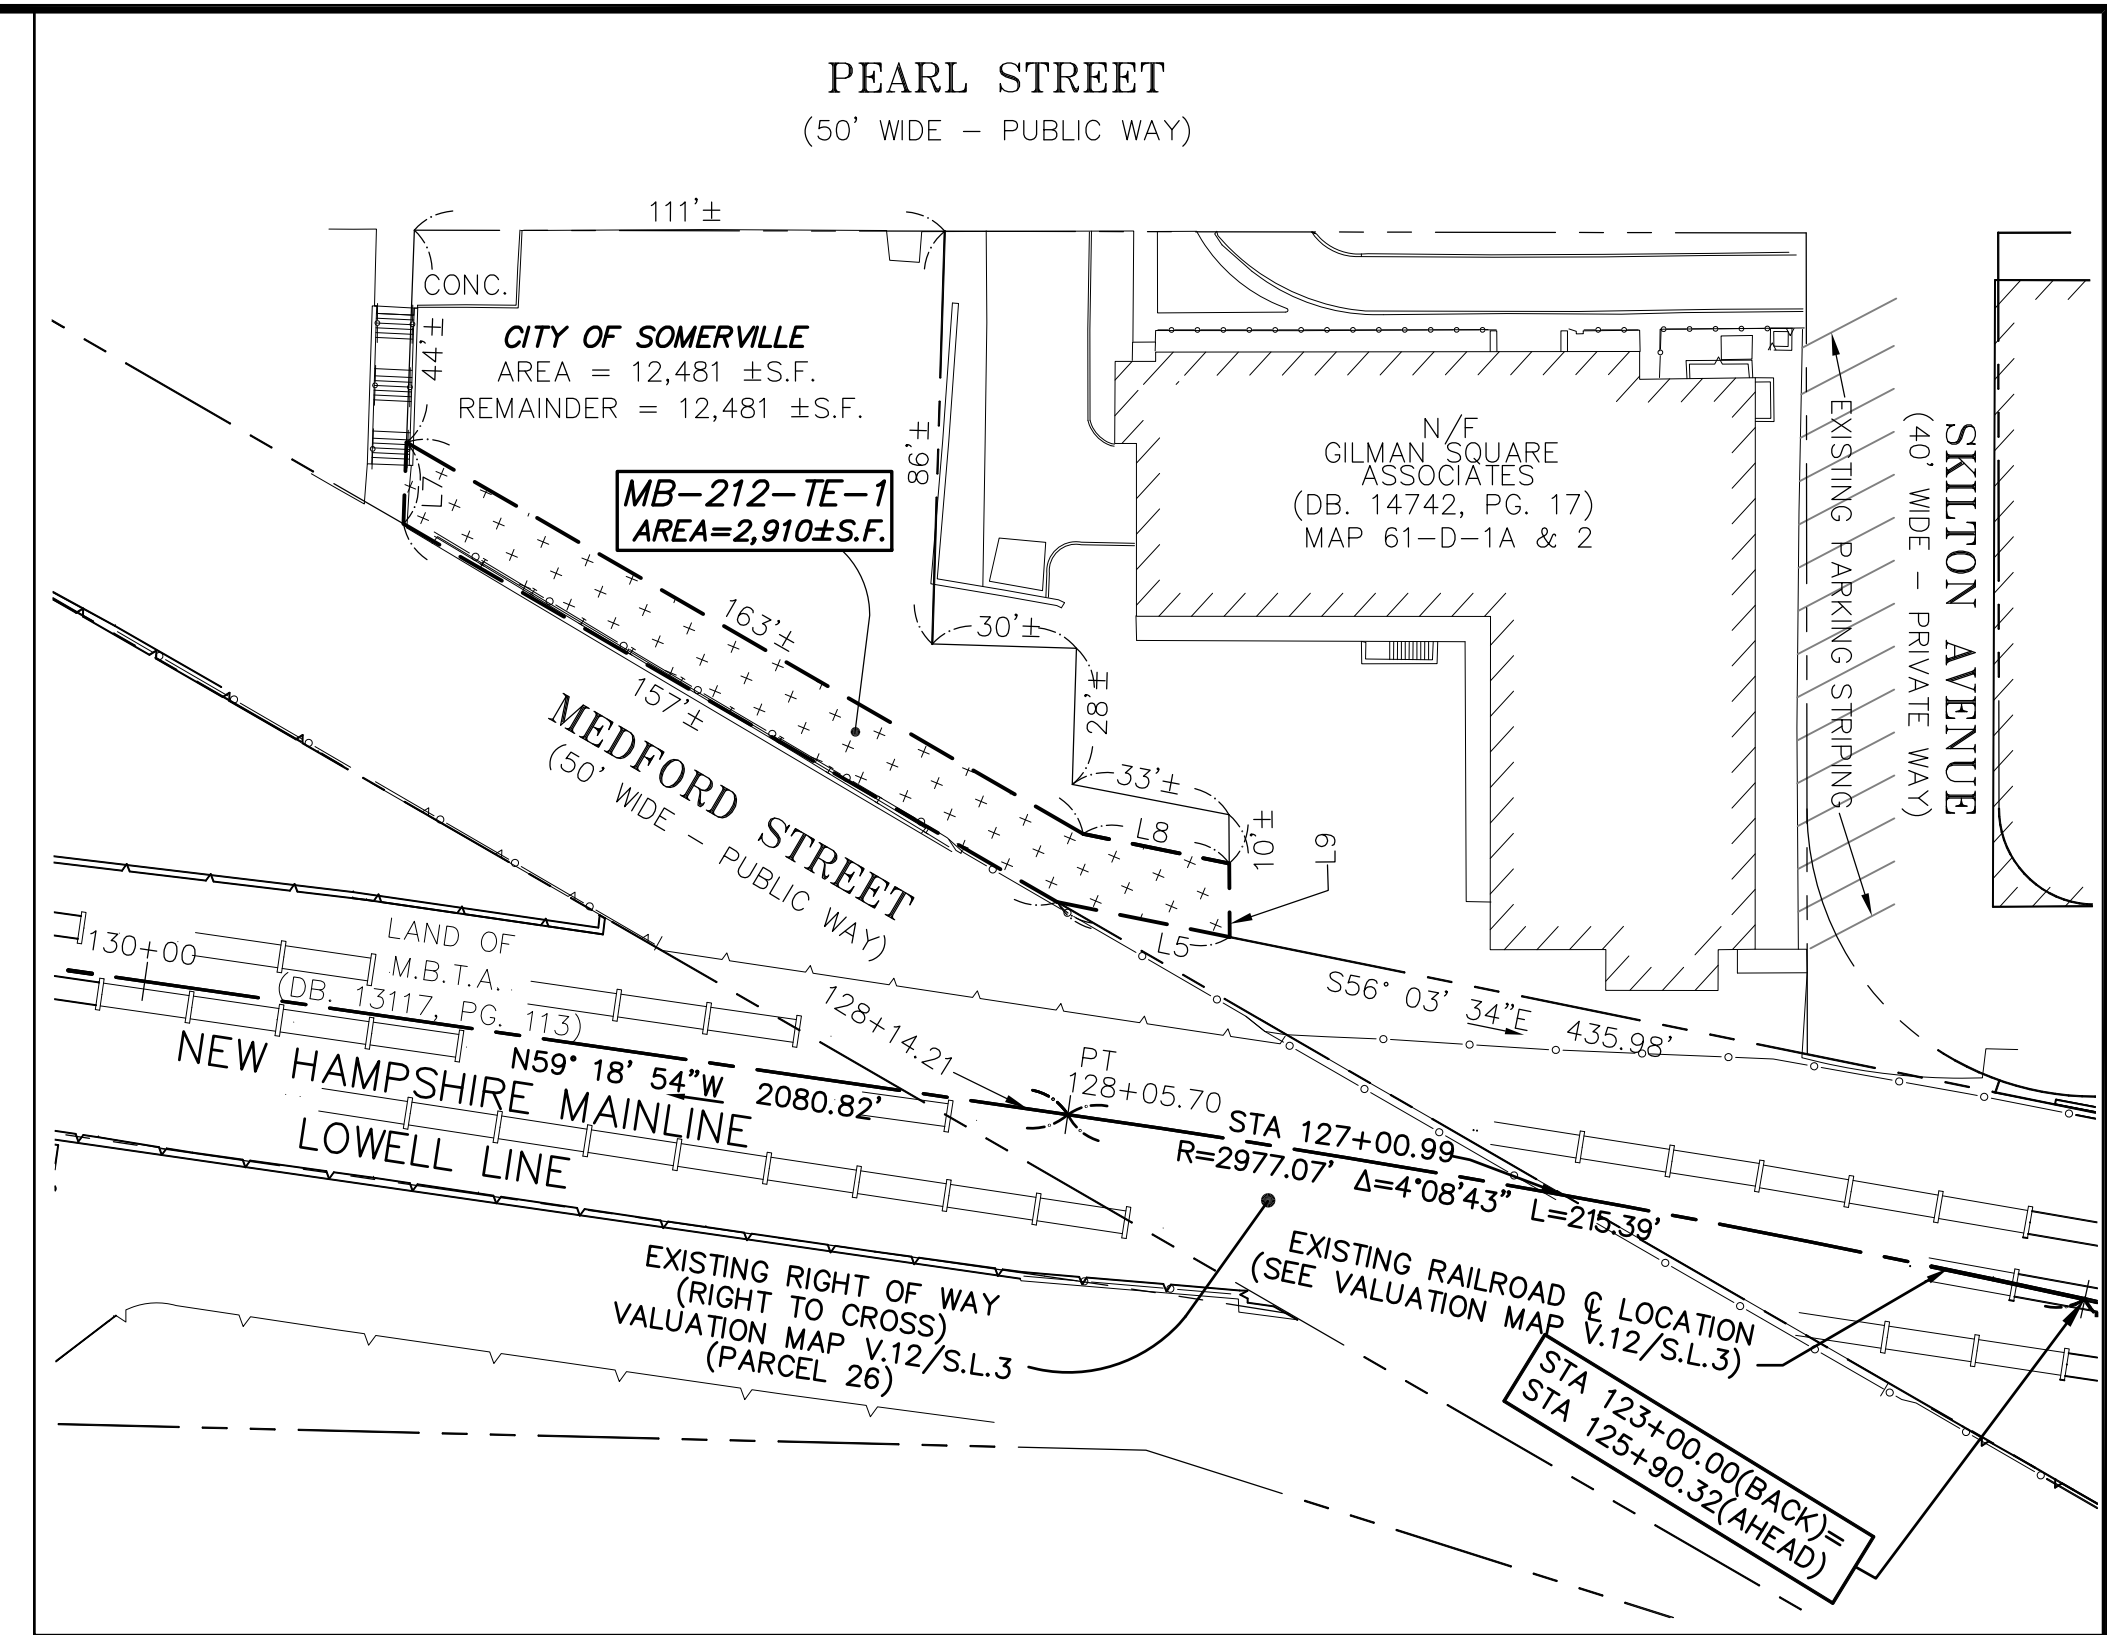 PEARL STREET
(50' WIDE – PUBLIC WAY)
111'±
CONC.
44'±
CITY OF SOMERVILLE
AREA = 12,481 ±S.F.
REMAINDER = 12,481 ±S.F.
86'±
L7
MB–212–TE–1
AREA=2,910±S.F.
163'±
157'±
30'±
28'±
33'±
10'±
L8
L9
L5
N/F
GILMAN SQUARE
ASSOCIATES
(DB. 14742, PG. 17)
MAP 61–D–1A & 2
EXISTING PARKING STRIPING
SKILTON AVENUE
(40' WIDE – PRIVATE WAY)
MEDFORD STREET
(50' WIDE – PUBLIC WAY)
S56° 03' 34"E 435.98'
130+00
LAND OF
M.B.T.A.
(DB. 13117, PG. 113)
128+14.21
PT
128+05.70
N59° 18' 54"W 2080.82'
NEW HAMPSHIRE MAINLINE
LOWELL LINE
STA 127+00.99
R=2977.07' Δ=4°08'43" L=215.39'
EXISTING RIGHT OF WAY
(RIGHT TO CROSS)
VALUATION MAP V.12/S.L.3
(PARCEL 26)
EXISTING RAILROAD ℄ LOCATION
(SEE VALUATION MAP V.12/S.L.3)
STA 123+00.00(BACK)=
STA 125+90.32(AHEAD)